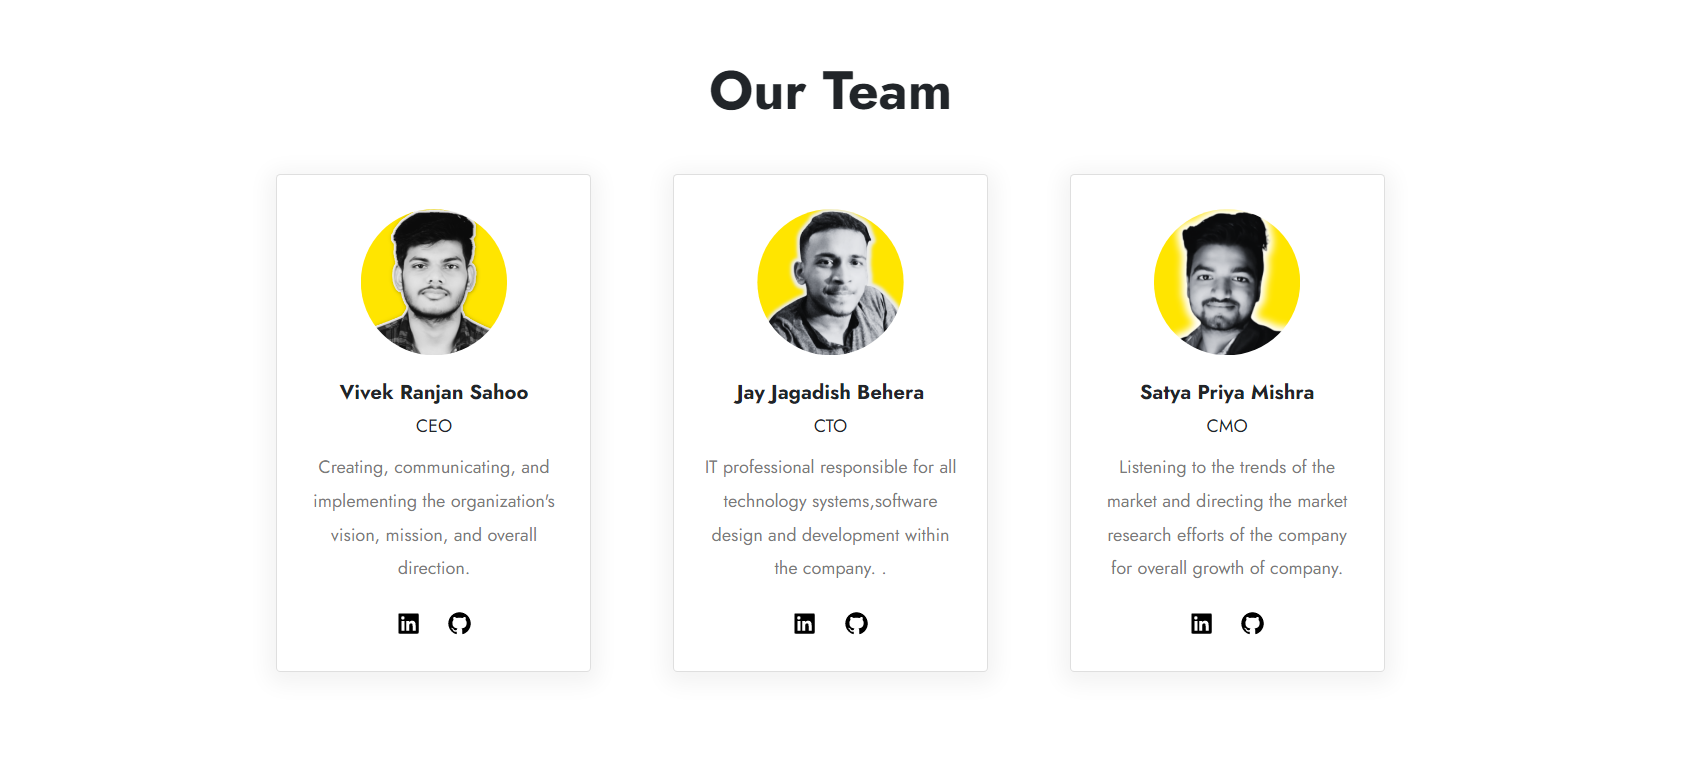 Our Team
Vivek Ranjan Sahoo
CEO
Creating, communicating, and
implementing the organization's
vision, mission, and overall
direction.
in
Jay Jagadish Behera
CTO
IT professional responsible for all
technology systems,software
design and development within
the company. .
in
Satya Priya Mishra
CMO
Listening to the trends of the
market and directing the market
research efforts of the company
for overall growth of company.
in